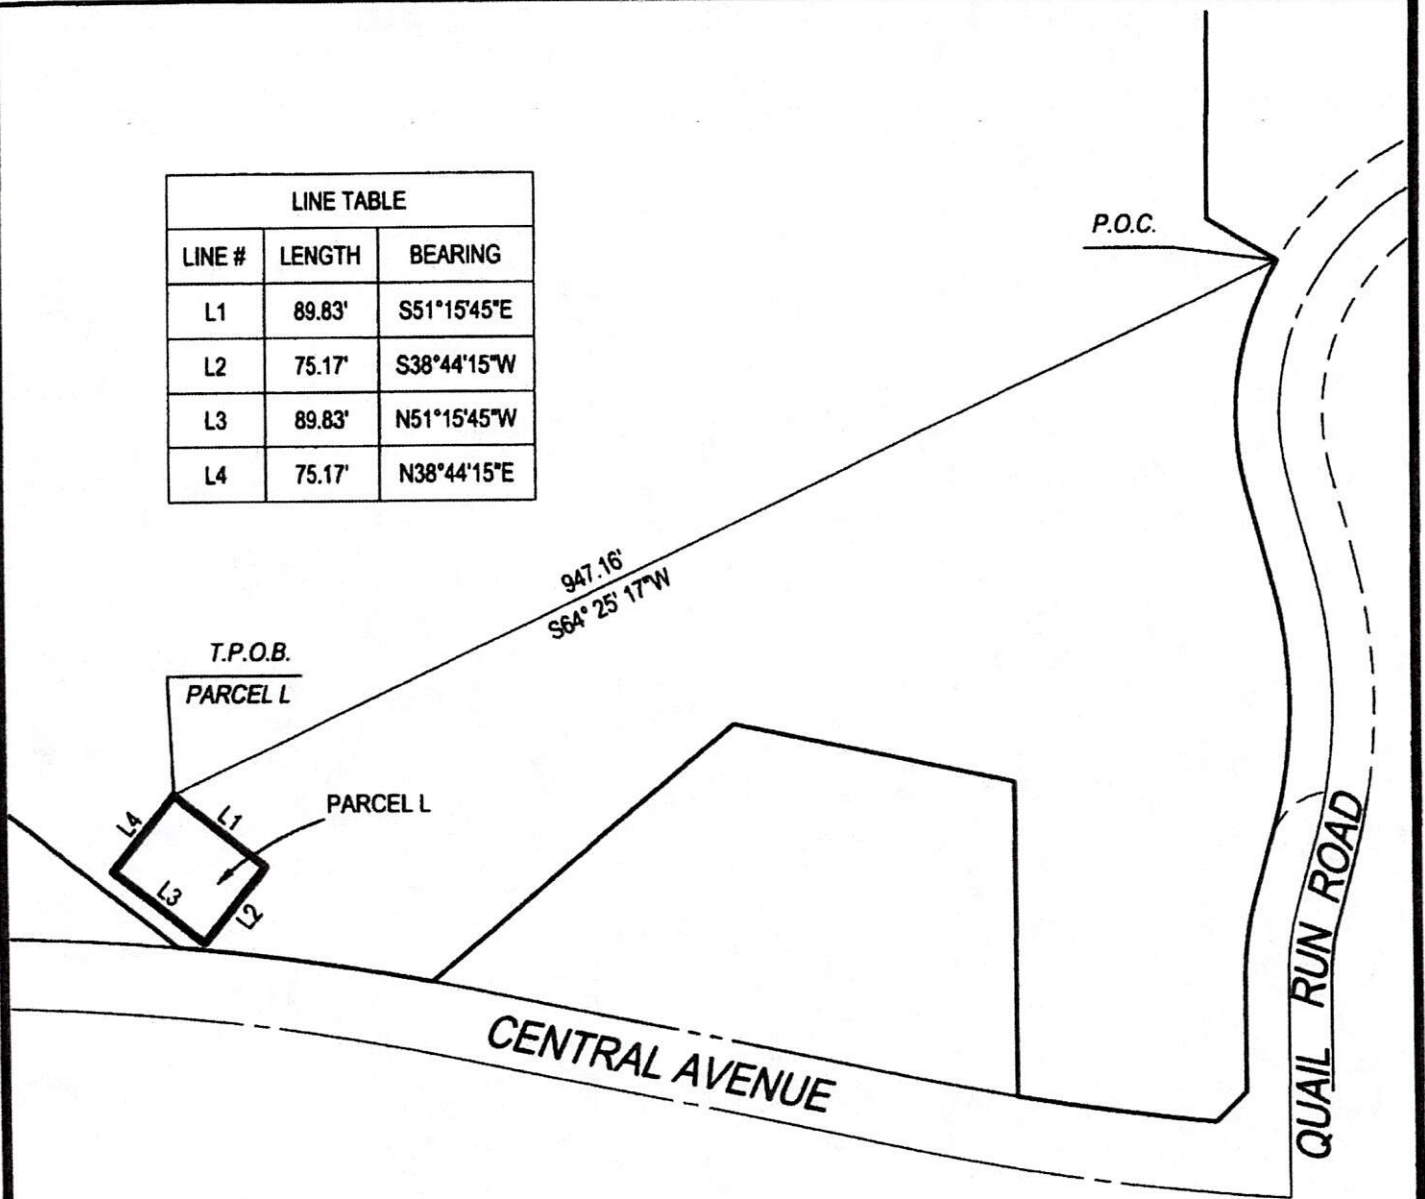 LINE TABLE
LINE # LENGTH BEARING
L1 89.83' S51°15'45"E
L2 75.17' S38°44'15"W
L3 89.83' N51°15'45"W
L4 75.17' N38°44'15"E
P.O.C.
947.16'
S64° 25' 17"W
T.P.O.B.
PARCEL L
PARCEL L
L1
L4
L3
L2
CENTRAL AVENUE
QUAIL RUN ROAD